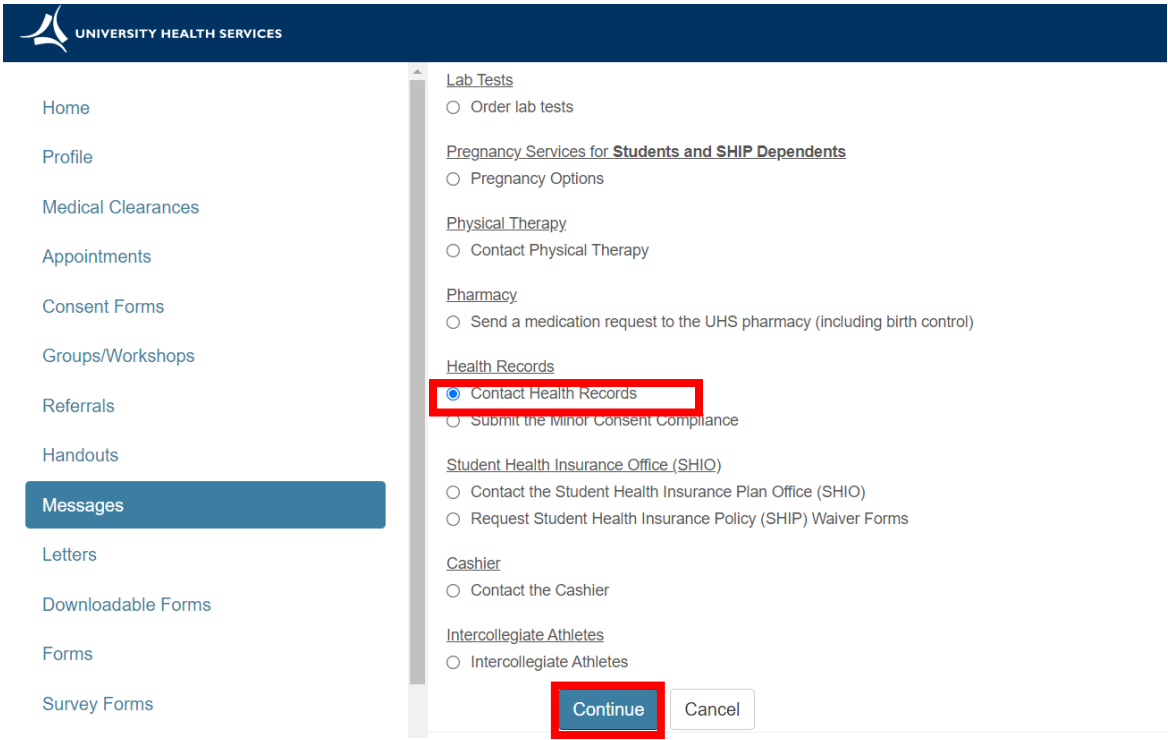 UNIVERSITY HEALTH SERVICES
Home
Profile
Medical Clearances
Appointments
Consent Forms
Groups/Workshops
Referrals
Handouts
Messages
Letters
Downloadable Forms
Forms
Survey Forms
Lab Tests
Order lab tests
Pregnancy Services for Students and SHIP Dependents
Pregnancy Options
Physical Therapy
Contact Physical Therapy
Pharmacy
Send a medication request to the UHS pharmacy (including birth control)
Health Records
Contact Health Records
Submit the Minor Consent Compliance
Student Health Insurance Office (SHIO)
Contact the Student Health Insurance Plan Office (SHIO)
Request Student Health Insurance Policy (SHIP) Waiver Forms
Cashier
Contact the Cashier
Intercollegiate Athletes
Intercollegiate Athletes
Continue Cancel